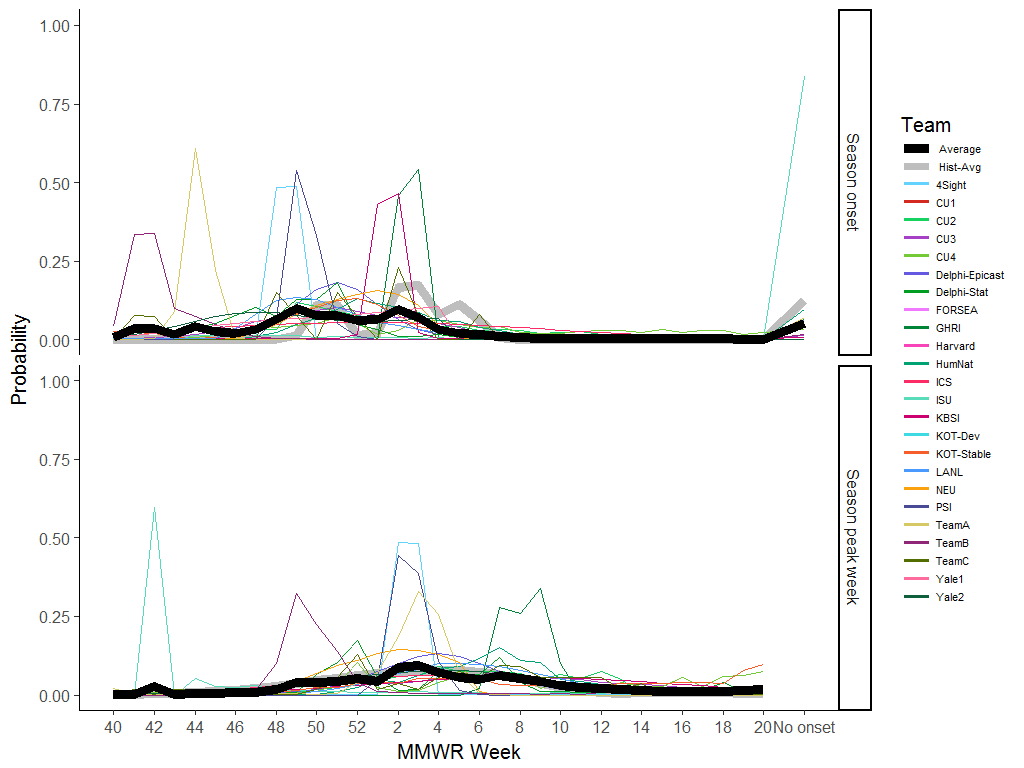 1.00
0.75
0.50
0.25
0.00
Season onset
1.00
0.75
0.50
0.25
0.00
Season peak week
Probability
40 42 44 46 48 50 52 2 4 6 8 10 12 14 16 18 20 No onset
MMWR Week
Team
Average
Hist-Avg
4Sight
CU1
CU2
CU3
CU4
Delphi-Epicast
Delphi-Stat
FORSEA
GHRI
Harvard
HumNat
ICS
ISU
KBSI
KOT-Dev
KOT-Stable
LANL
NEU
PSI
TeamA
TeamB
TeamC
Yale1
Yale2